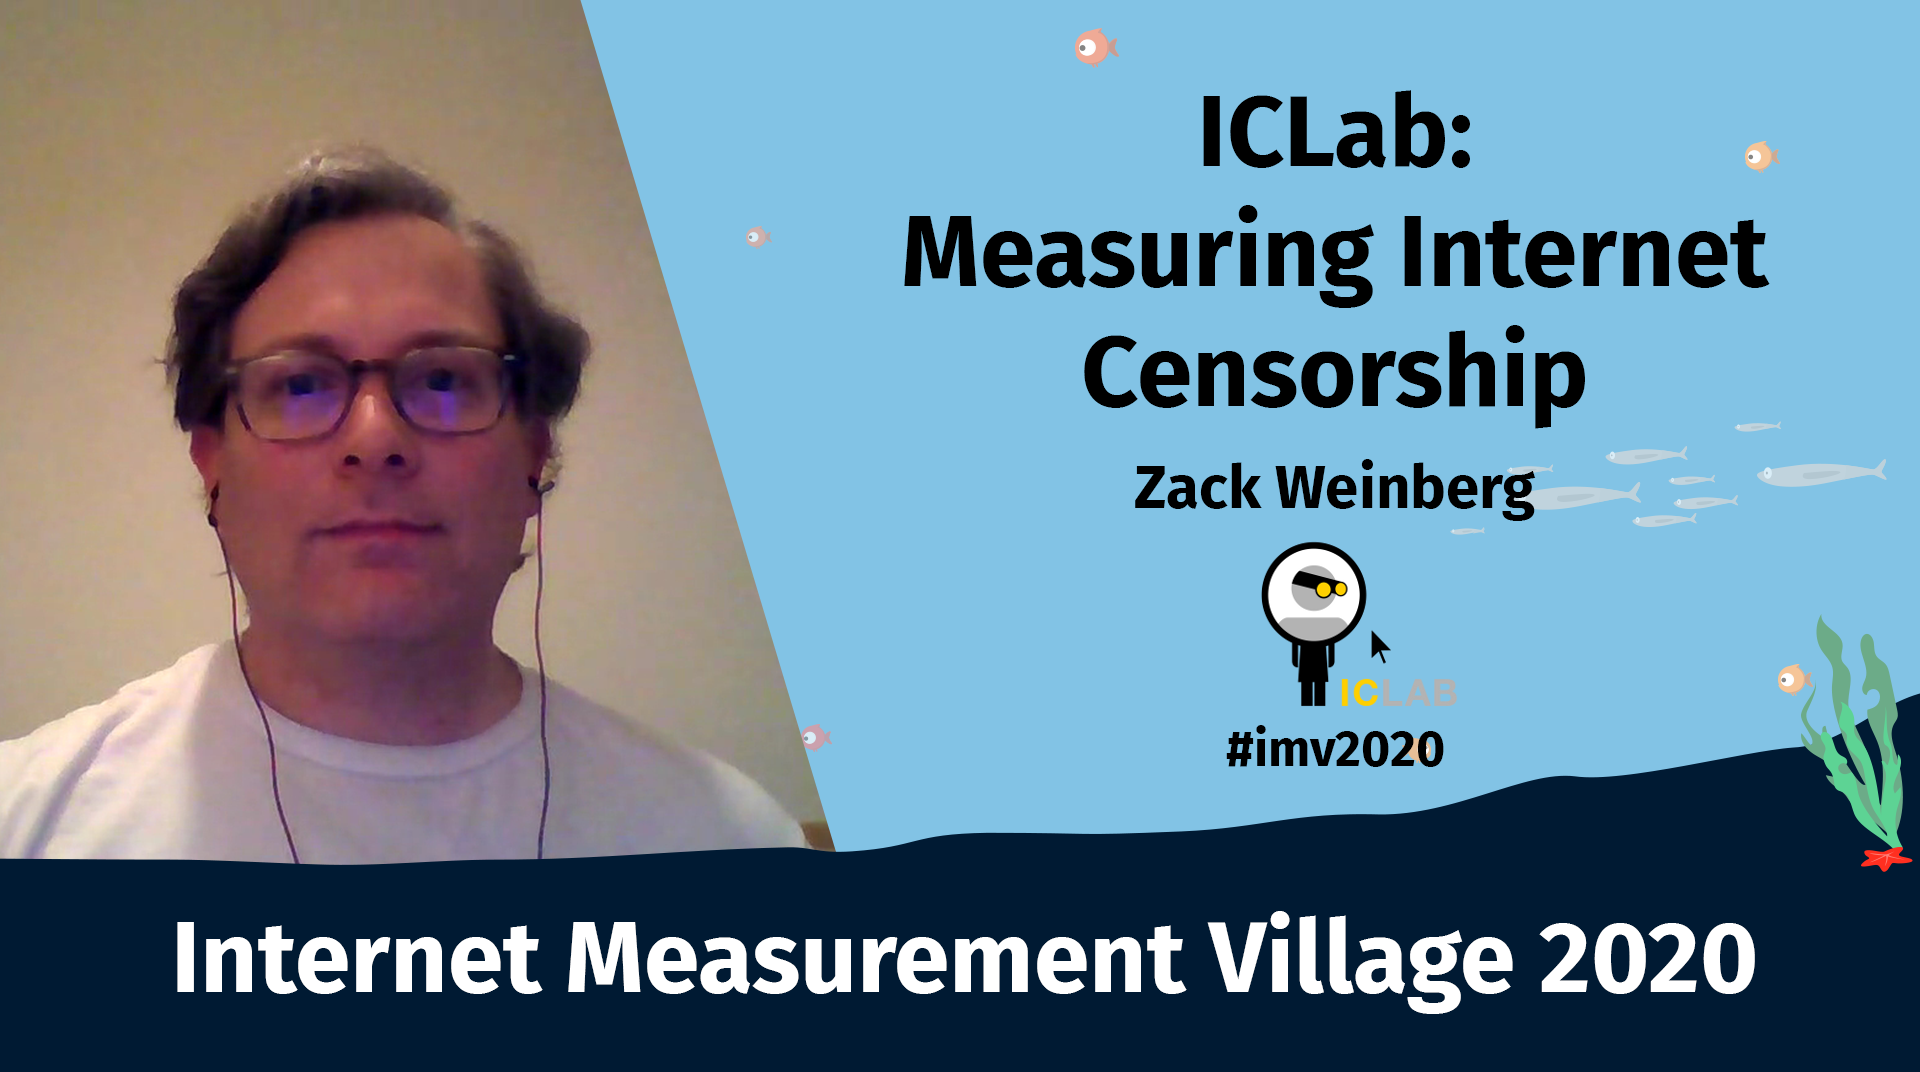 ICLab:
Measuring Internet
Censorship
Zack Weinberg
ICLAB
#imv2020
Internet Measurement Village 2020